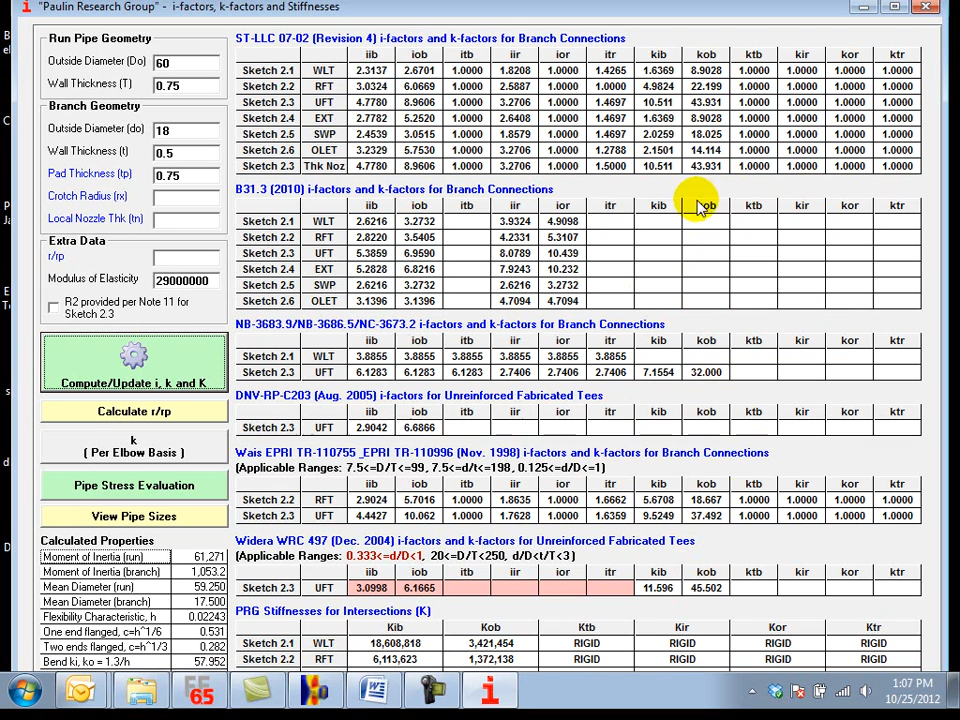 "Paulin Research Group" - i-factors, k-factors and Stiffnesses
Run Pipe Geometry
Outside Diameter (Do) 60
Wall Thickness (T) 0.75
Branch Geometry
Outside Diameter (do) 18
Wall Thickness (t) 0.5
Pad Thickness (tp) 0.75
Crotch Radius (rx)
Local Nozzle Thk (tn)
Extra Data
r/rp
Modulus of Elasticity 29000000
R2 provided per Note 11 for
Sketch 2.3
Compute/Update i, k and K
Calculate r/rp
k
( Per Elbow Basis )
Pipe Stress Evaluation
View Pipe Sizes
Calculated Properties
Moment of Inertia (run) 61,271
Moment of Inertia (branch) 1,053.2
Mean Diameter (run) 59.250
Mean Diameter (branch) 17.500
Flexibility Characteristic, h 0.02243
One end flanged, c=h^1/6 0.531
Two ends flanged, c=h^1/3 0.282
Bend ki, ko = 1.3/h 57.952
ST-LLC 07-02 (Revision 4) i-factors and k-factors for Branch Connections
iib iob itb iir ior itr kib kob ktb kir kor ktr
Sketch 2.1 WLT 2.3137 2.6701 1.0000 1.8208 1.0000 1.4265 1.6369 8.9028 1.0000 1.0000 1.0000 1.0000
Sketch 2.2 RFT 3.0324 6.0669 1.0000 2.5887 1.0000 1.4697 4.9824 22.199 1.0000 1.0000 1.0000 1.0000
Sketch 2.3 UFT 4.7780 8.9606 1.0000 3.2706 1.0000 1.4697 10.511 43.931 1.0000 1.0000 1.0000 1.0000
Sketch 2.4 EXT 2.7782 5.2520 1.0000 2.6408 1.0000 1.4697 1.6369 8.9028 1.0000 1.0000 1.0000 1.0000
Sketch 2.5 SWP 2.4539 3.0515 1.0000 1.8579 1.0000 1.4697 2.0259 18.025 1.0000 1.0000 1.0000 1.0000
Sketch 2.6 OLET 3.2329 5.7530 1.0000 3.2706 1.0000 1.2788 2.1501 14.114 1.0000 1.0000 1.0000 1.0000
Sketch 2.3 Thk Noz. 4.7780 8.9606 1.0000 3.2706 1.0000 1.5000 10.511 43.931 1.0000 1.0000 1.0000 1.0000
B31.3 (2010) i-factors and k-factors for Branch Connections
iib iob itb iir ior itr kib kob ktb kir kor ktr
Sketch 2.1 WLT 2.6216 3.2732 3.9324 4.9098
Sketch 2.2 RFT 2.8220 3.5405 4.2331 5.3107
Sketch 2.3 UFT 5.3859 6.9590 8.0789 10.439
Sketch 2.4 EXT 5.2828 6.8216 7.9243 10.232
Sketch 2.5 SWP 2.6216 3.2732 2.6216 3.2732
Sketch 2.6 OLET 3.1396 3.1396 4.7094 4.7094
NB-3683.9/NB-3686.5/NC-3673.2 i-factors and k-factors for Branch Connections
iib iob itb iir ior itr kib kob ktb kir kor ktr
Sketch 2.1 WLT 3.8855 3.8855 3.8855 3.8855 3.8855 3.8855
Sketch 2.3 UFT 6.1283 6.1283 6.1283 2.7406 2.7406 2.7406 7.1554 32.000
DNV-RP-C203 (Aug. 2005) i-factors for Unreinforced Fabricated Tees
iib iob itb iir ior itr kib kob ktb kir kor ktr
Sketch 2.3 UFT 2.9042 6.6866
Wais EPRI TR-110755 _EPRI TR-110996 (Nov. 1998) i-factors and k-factors for Branch Connections
(Applicable Ranges: 7.5<=D/T<=99, 7.5<=d/t<=198, 0.125<=d/D<=1)
iib iob itb iir ior itr kib kob ktb kir kor ktr
Sketch 2.2 RFT 2.9024 5.7016 1.0000 1.8635 1.0000 1.6662 5.6708 18.667 1.0000 1.0000 1.0000 1.0000
Sketch 2.3 UFT 4.4427 10.062 1.0000 1.7628 1.0000 1.6359 9.5249 37.492 1.0000 1.0000 1.0000 1.0000
Widera WRC 497 (Dec. 2004) i-factors and k-factors for Unreinforced Fabricated Tees
(Applicable Ranges: 0.333<=d/D<1, 20<=D/T<250, d/D<t/T<3 )
iib iob itb iir ior itr kib kob ktb kir kor ktr
Sketch 2.3 UFT 3.0998 6.1665 11.596 45.502
PRG Stiffnesses for Intersections (K)
Kib Kob Ktb Kir Kor Ktr
Sketch 2.1 WLT 18,608,818 3,421,454 RIGID RIGID RIGID RIGID
Sketch 2.2 RFT 6,113,623 1,372,138 RIGID RIGID RIGID RIGID
FE
65
1:07 PM
10/25/2012